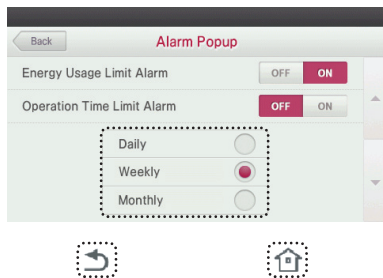 Back Alarm Popup
Energy Usage Limit Alarm OFF ON
Operation Time Limit Alarm OFF ON
Daily
Weekly
Monthly